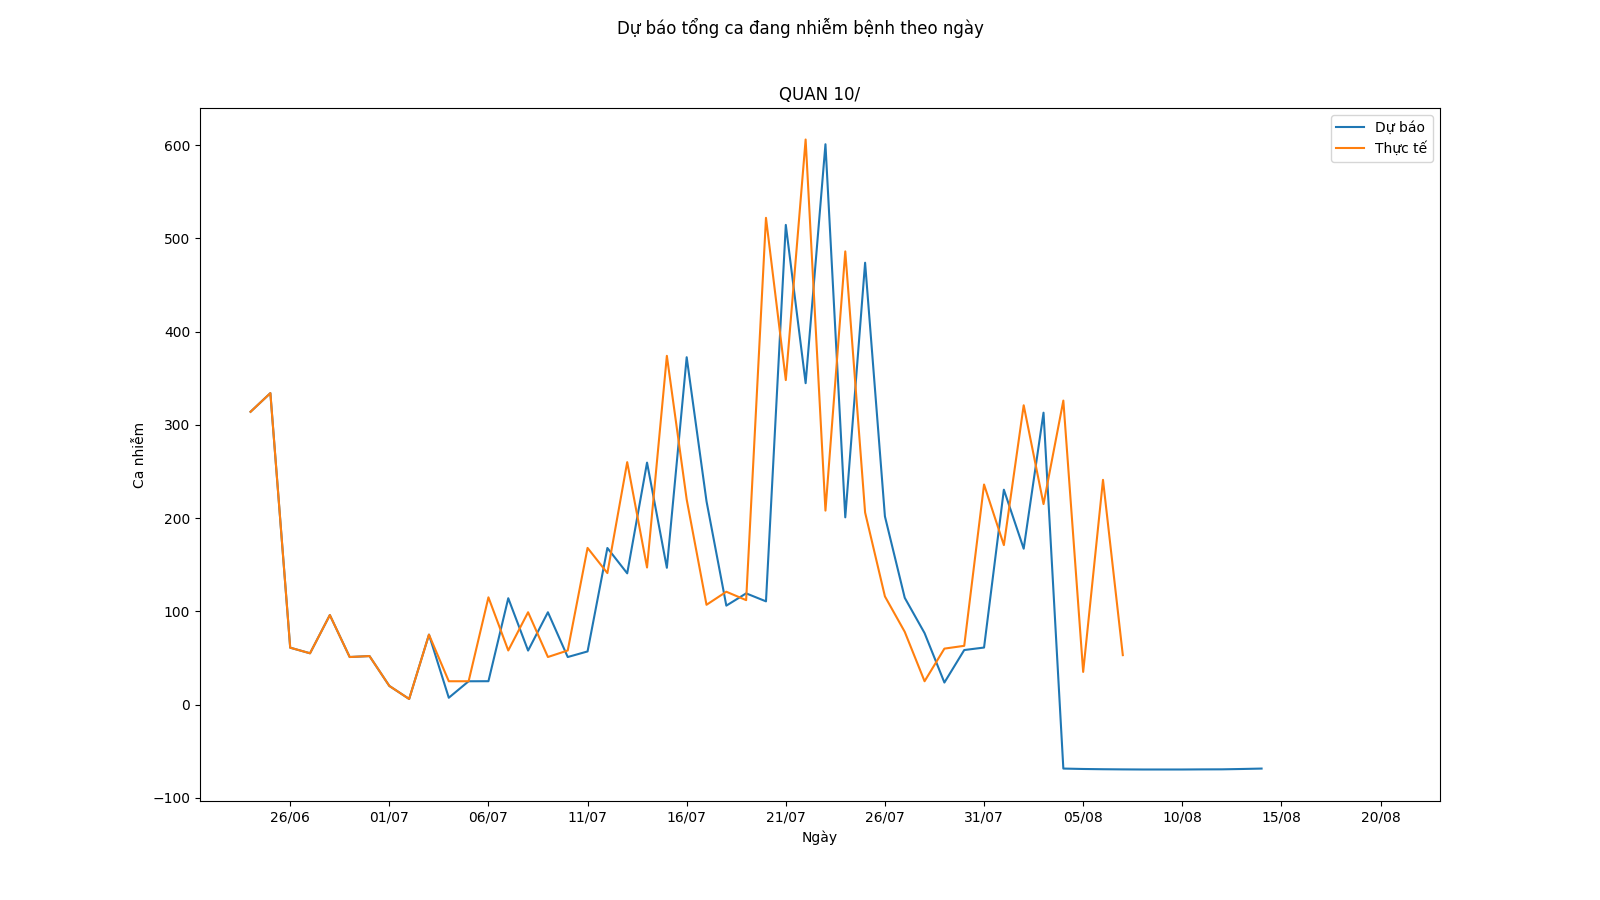 Dự báo tổng ca đang nhiễm bệnh theo ngày
QUAN 10/
Dự báo
Thực tế
600
500
400
300
200
100
0
−100
Ca nhiễm
26/06 01/07 06/07 11/07 16/07 21/07 26/07 31/07 05/08 10/08 15/08 20/08
Ngày